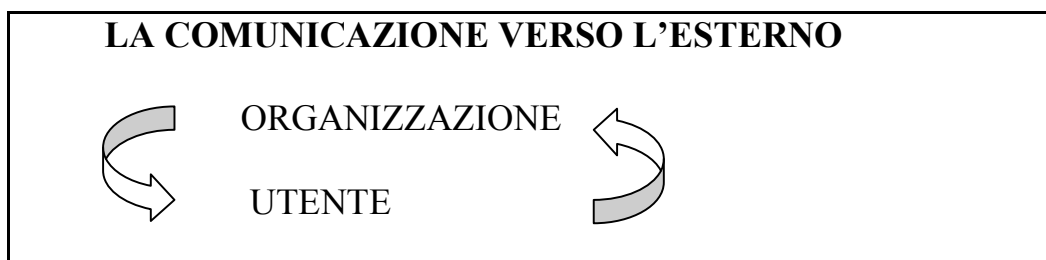 LA COMUNICAZIONE VERSO L’ESTERNO
ORGANIZZAZIONE
UTENTE